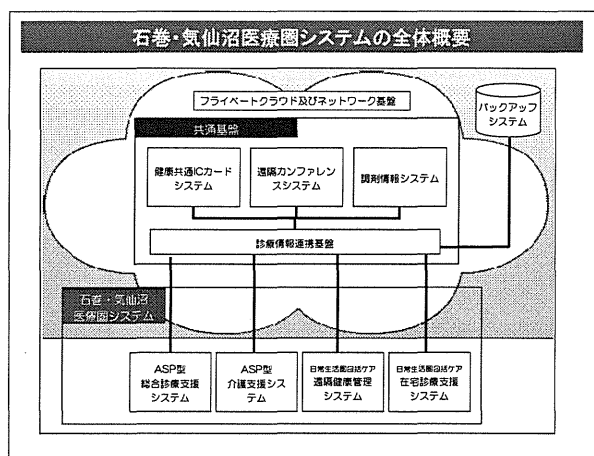 石巻・気仙沼医療圏システムの全体概要
フライベートクラウド及びネットワーク基盤
バックアップ
システム
共通基盤
健康共通ICカード
システム
遠隔カンファレン
スシステム
調剤情報システム
診療情報連携基盤
石巻・気仙沼
医療圏システム
ASP型
総合診療支援
システム
ASP型
介護支援シス
テム
日常生活圏包括ケア
遠隔健康管理
システム
日常生活圏包括ケア
在宅診療支援
システム